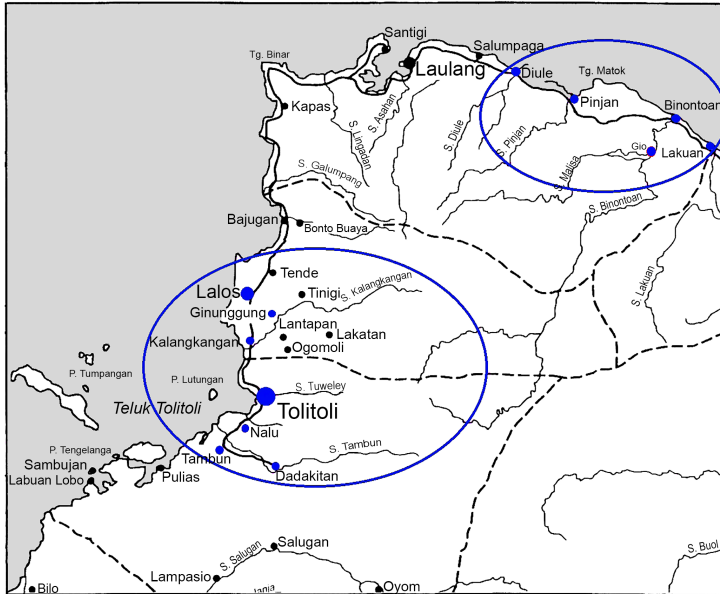 Santigi
Salumpaga
Tg. Binar
Laulang
Diule
Tg. Matok
Kapas
Pinjan
Binontoan
S. Asahan
S. Lingadan
S. Diule
S. Pinjan
Gio
Lakuan
S. Malisa
S. Galumpang
S. Binontoan
Bajugan
Bonto Buaya
Tende
Lalos
Tinigi
S. Kalangkangan
S. Lakuan
Ginunggung
Lantapan
Lakatan
Kalangkangan
Ogomoli
P. Tumpangan
P. Lutungan
S. Tuweley
Teluk Tolitoli
Tolitoli
Nalu
P. Tengelanga
Tambun
S. Tambun
Sambujan
Labuan Lobo
Pulias
Dadakitan
S. Salugan
Salugan
S. Buol
Lampasio
Bilo
Oyom